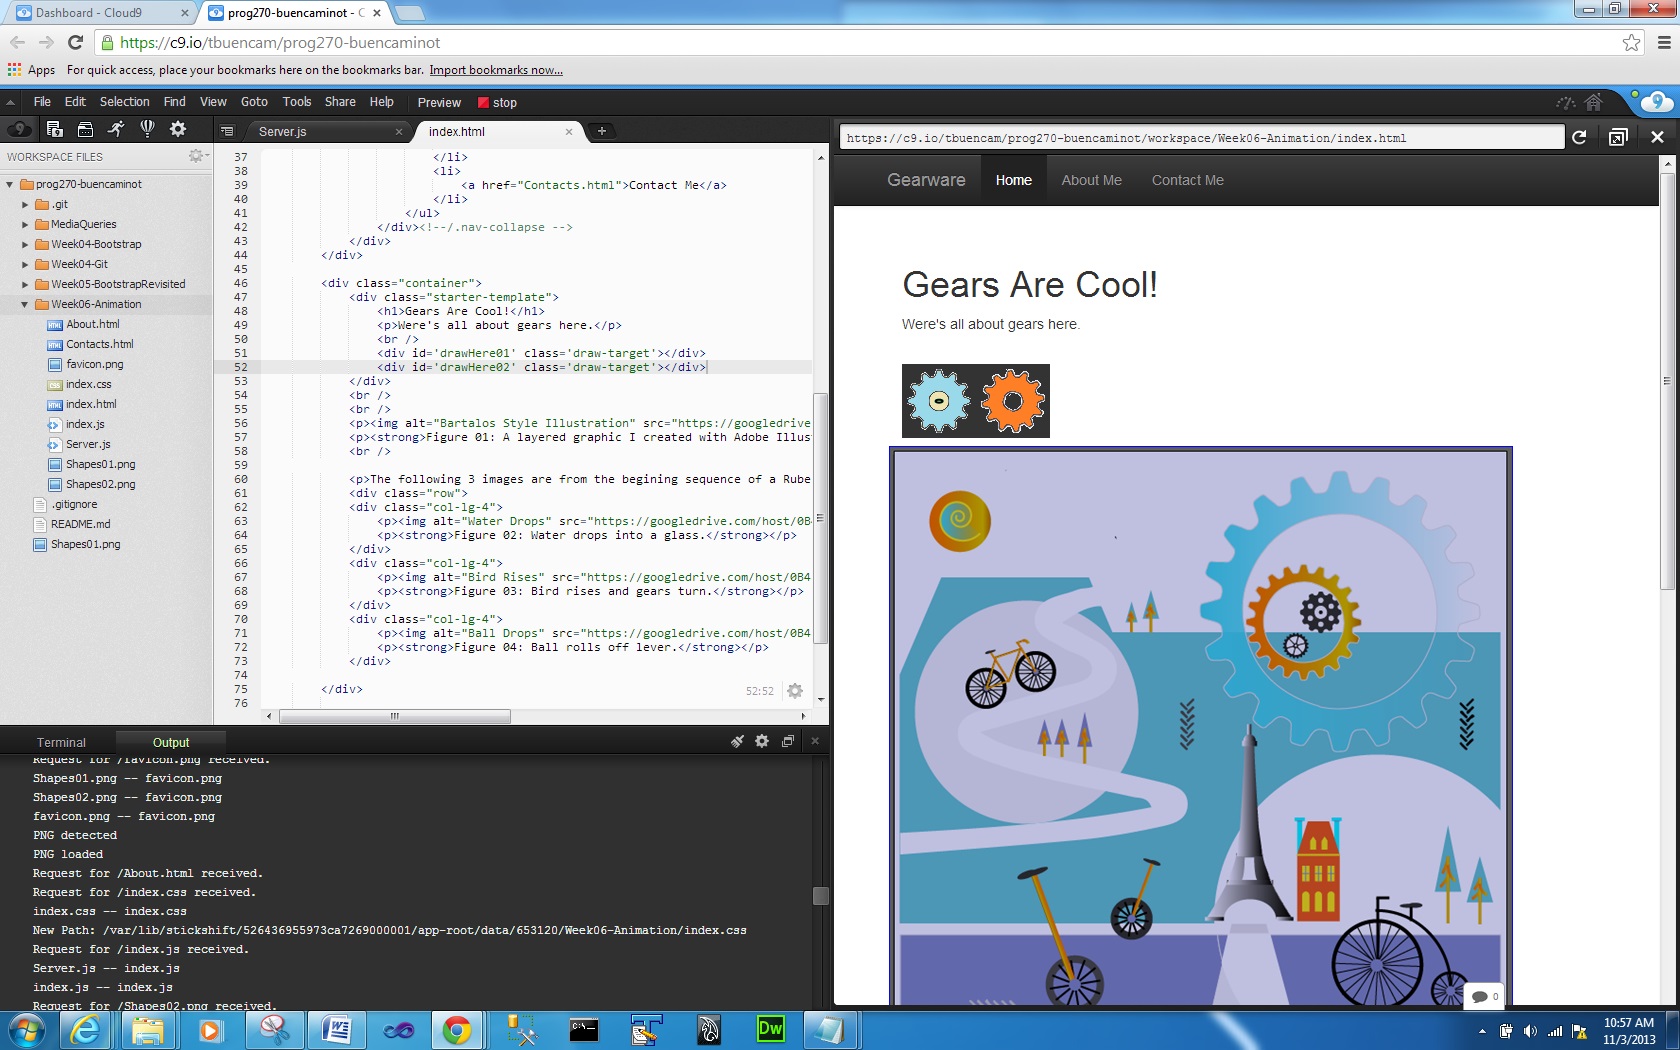 Dashboard - Cloud9
prog270-buencaminot - C
https://c9.io/tbuencam/prog270-buencaminot
Apps For quick access, place your bookmarks here on the bookmarks bar. Import bookmarks now...
File Edit Selection Find View Goto Tools Share Help Preview stop
WORKSPACE FILES
prog270-buencaminot
.git
MediaQueries
Week04-Bootstrap
Week04-Git
Week05-BootstrapRevisited
Week06-Animation
About.html
Contacts.html
favicon.png
index.css
index.html
index.js
Server.js
Shapes01.png
Shapes02.png
.gitignore
README.md
Shapes01.png
Server.js index.html
37 </li>
38 <li>
39 <a href="Contacts.html">Contact Me</a>
40 </li>
41 </ul>
42 </div><!--/.nav-collapse -->
43 </div>
44 </div>
45
46 <div class="container">
47 <div class="starter-template">
48 <h1>Gears Are Cool!</h1>
49 <p>Were's all about gears here.</p>
50 <br />
51 <div id='drawHere01' class='draw-target'></div>
52 <div id='drawHere02' class='draw-target'></div>
53 </div>
54 <br />
55 <br />
56 <p><img alt="Bartalos Style Illustration" src="https://googledrive
57 <p><strong>Figure 01: A layered graphic I created with Adobe Illus
58 <br />
59
60 <p>The following 3 images are from the begining sequence of a Rube
61 <div class="row">
62 <div class="col-lg-4">
63 <p><img alt="Water Drops" src="https://googledrive.com/host/0B4
64 <p><strong>Figure 02: Water drops into a glass.</strong></p>
65 </div>
66 <div class="col-lg-4">
67 <p><img alt="Bird Rises" src="https://googledrive.com/host/0B4
68 <p><strong>Figure 03: Bird rises and gears turn.</strong></p>
69 </div>
70 <div class="col-lg-4">
71 <p><img alt="Ball Drops" src="https://googledrive.com/host/0B4
72 <p><strong>Figure 04: Ball rolls off lever.</strong></p>
73 </div>
74
75 </div>
76
52:52
Terminal Output
Request for /favicon.png received.
Shapes01.png -- favicon.png
Shapes02.png -- favicon.png
favicon.png -- favicon.png
PNG detected
PNG loaded
Request for /About.html received.
Request for /index.css received.
index.css -- index.css
New Path: /var/lib/stickshift/526436955973ca7269000001/app-root/data/653120/Week06-Animation/index.css
Request for /index.js received.
Server.js -- index.js
index.js -- index.js
Request for /Shapes02.png received.
https://c9.io/tbuencam/prog270-buencaminot/workspace/Week06-Animation/index.html
Gearware Home About Me Contact Me
Gears Are Cool!
Were's all about gears here.
0
Dw
10:57 AM
11/3/2013